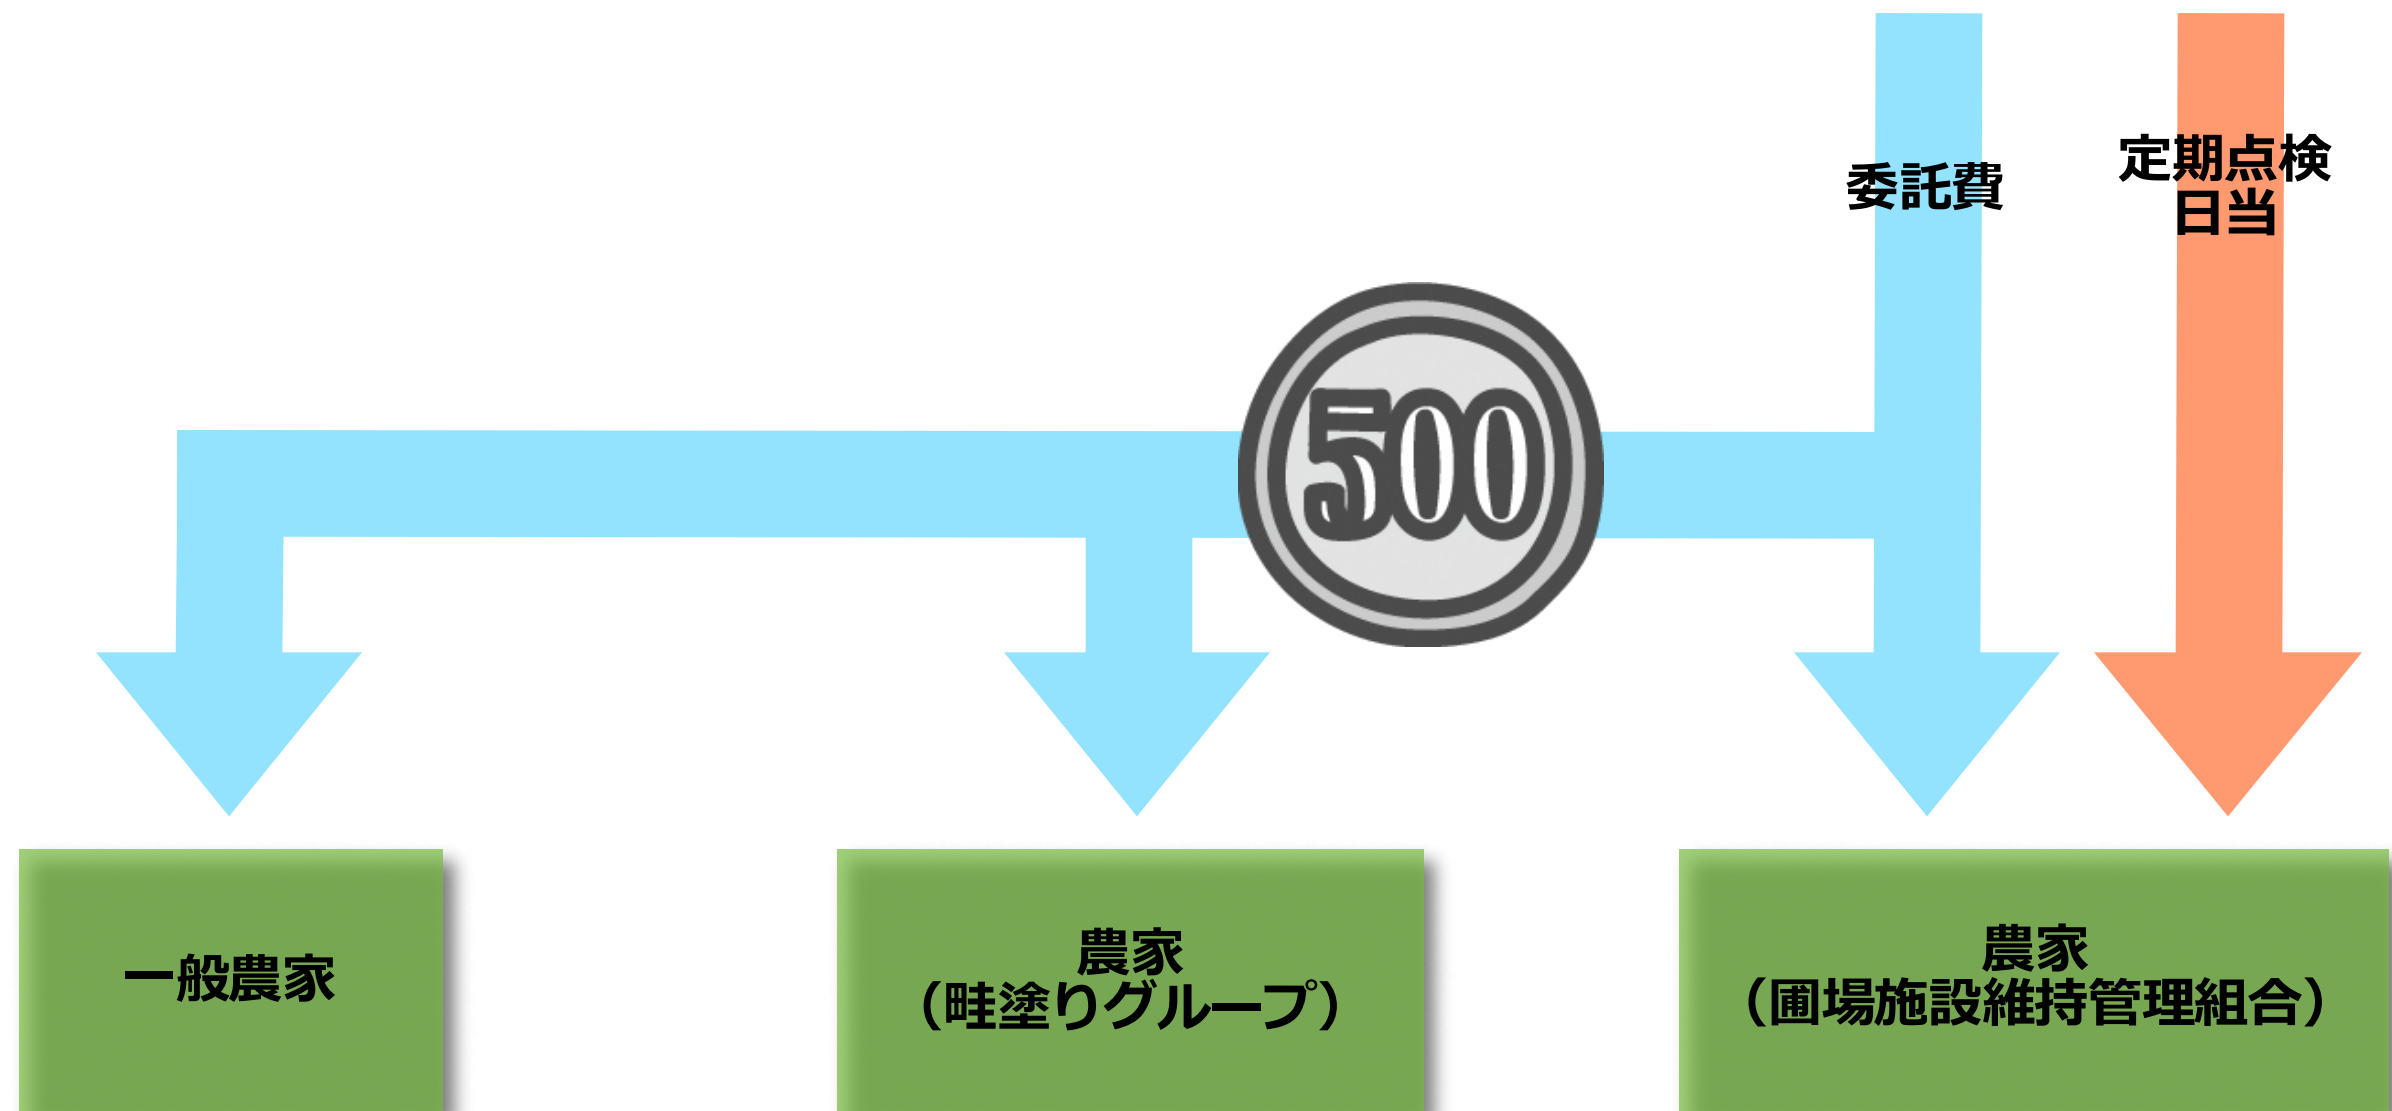 委託費
定期点検
日当
500
一般農家
農家
（畦塗りグループ）
農家
（圃場施設維持管理組合）